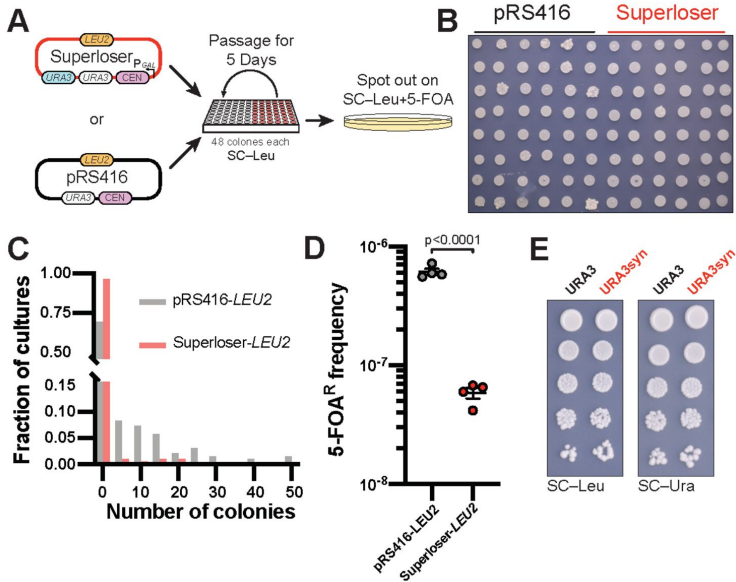 A
LEU2
Superloser
PGAL
URA3
URA3
CEN
or
LEU2
pRS416
URA3
CEN
Passage for
5 Days
48 colones each
SC–Leu
Spot out on
SC–Leu+5-FOA
B
pRS416
Superloser
C
Fraction of cultures
1.00
0.75
0.50
0.15
0.10
0.05
0.00
pRS416-LEU2
Superloser-LEU2
0
10
20
30
40
50
Number of colonies
D
5-FOAR frequency
10-6
10-7
10-8
p<0.0001
pRS416-LEU2
Superloser-LEU2
E
URA3
URA3syn
URA3
URA3syn
SC–Leu
SC–Ura